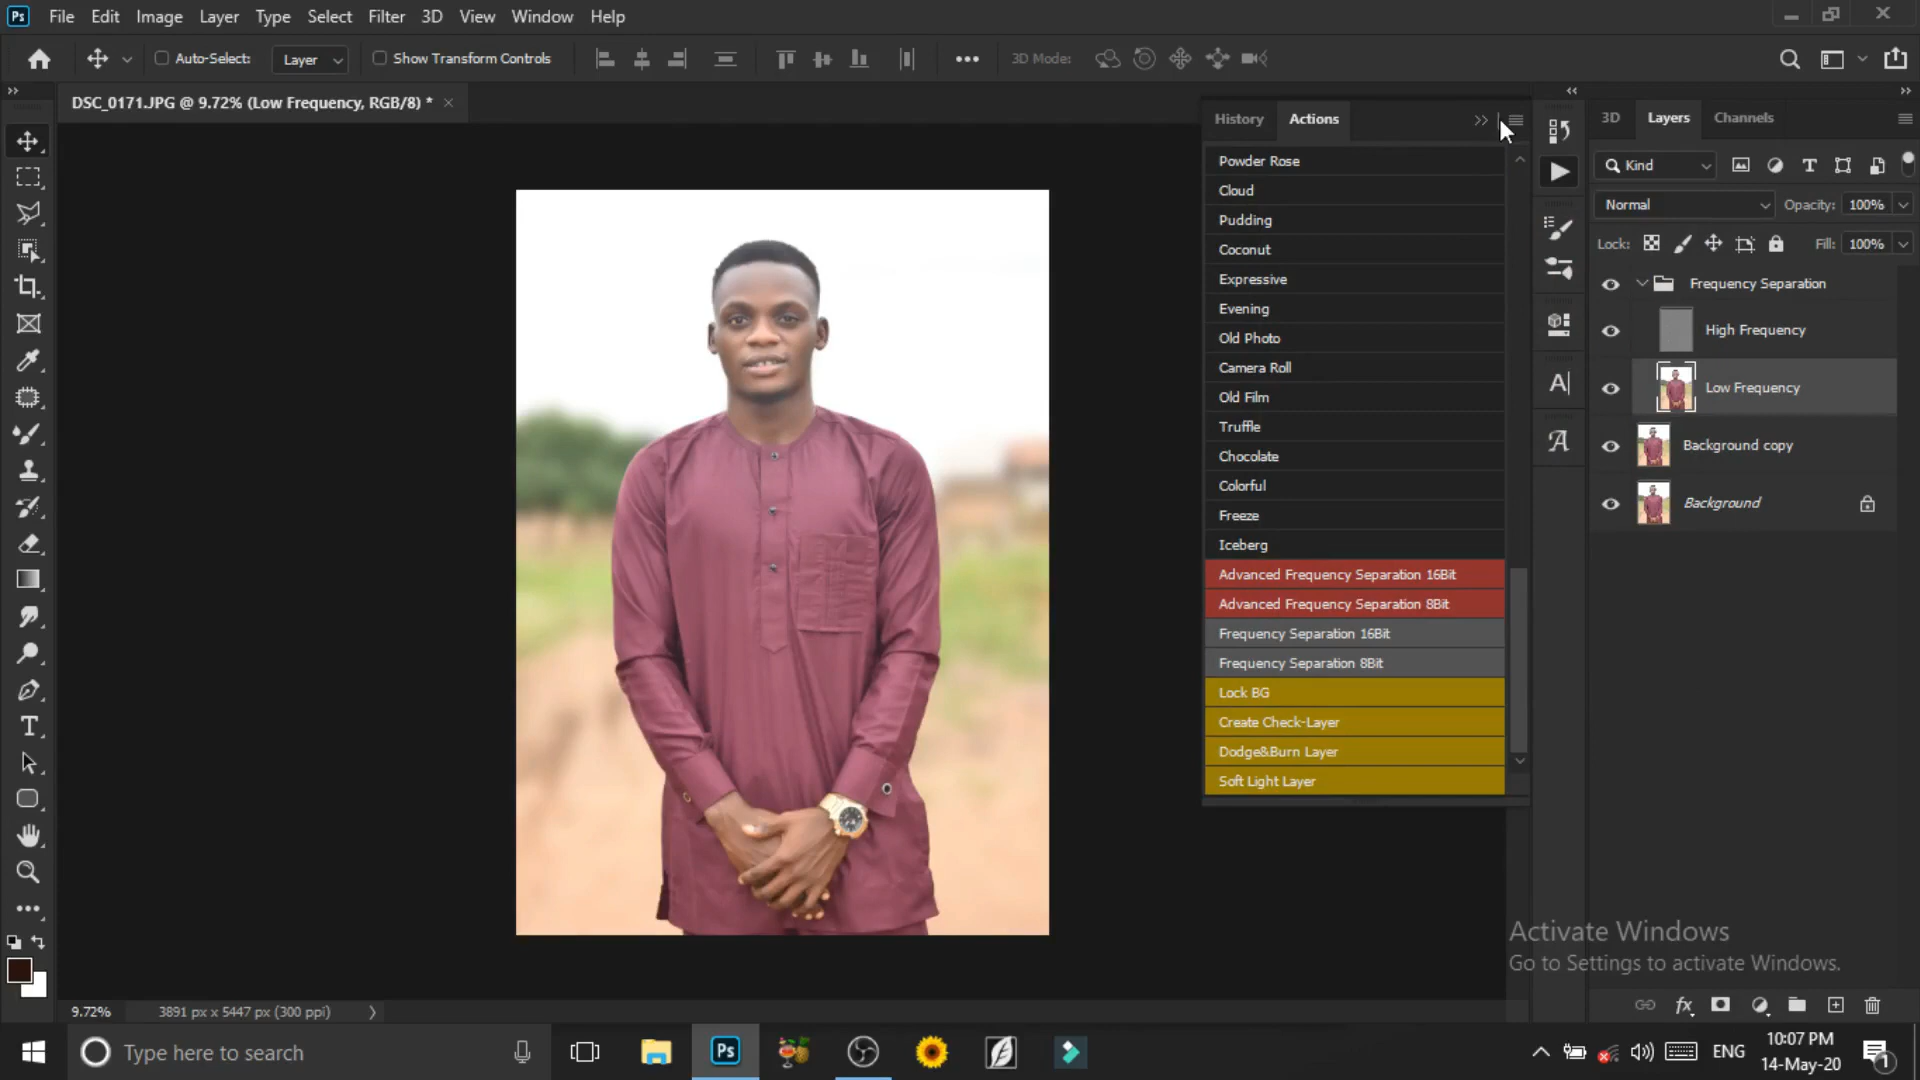 Ps File Edit Image Layer Type Select Filter 3D View Window Help
Auto-Select: Layer Show Transform Controls 3D Mode:
DSC_0171.JPG @ 9.72% (Low Frequency, RGB/8) *
History Actions
Powder Rose
Cloud
Pudding
Coconut
Expressive
Evening
Old Photo
Camera Roll
Old Film
Truffle
Chocolate
Colorful
Freeze
Iceberg
Advanced Frequency Separation 16Bit
Advanced Frequency Separation 8Bit
Frequency Separation 16Bit
Frequency Separation 8Bit
Lock BG
Create Check-Layer
Dodge&Burn Layer
Soft Light Layer
3D Layers Channels
Kind
Normal Opacity: 100%
Lock: Fill: 100%
Frequency Separation
High Frequency
Low Frequency
Background copy
Background
Activate Windows
Go to Settings to activate Windows.
9.72% 3891 px x 5447 px (300 ppi)
Type here to search
Ps
ENG
10:07 PM
14-May-20
1